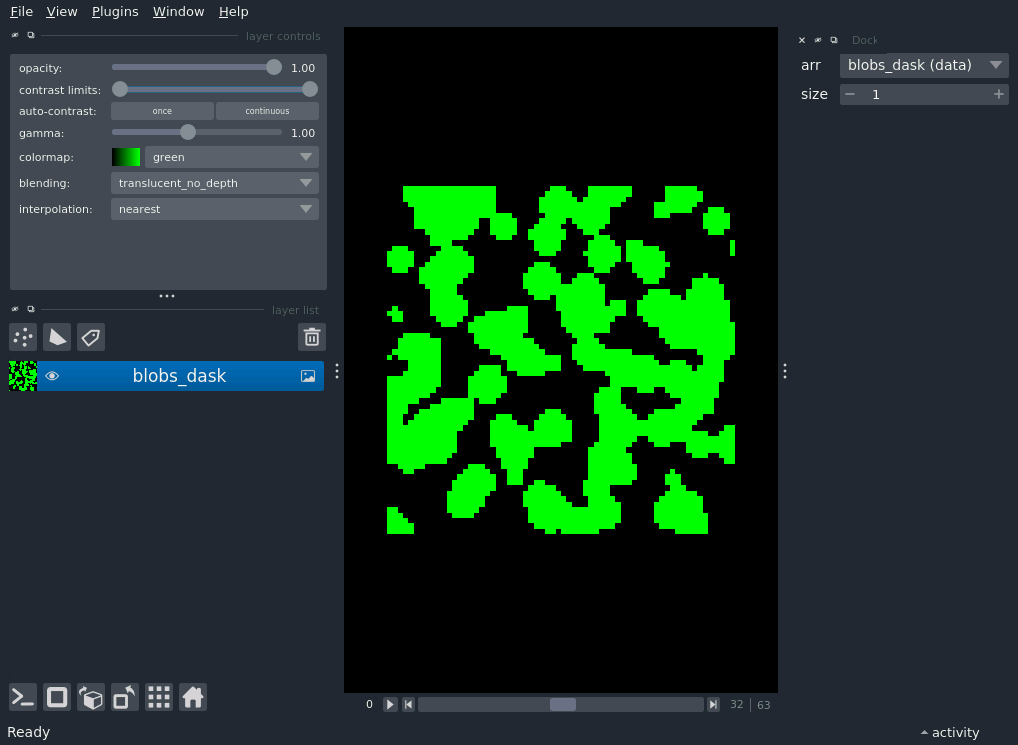 File View Plugins Window Help
layer controls
opacity: 1.00
contrast limits:
auto-contrast: once continuous
gamma: 1.00
colormap: green
blending: translucent_no_depth
interpolation: nearest
layer list
blobs_dask
Dock
arr blobs_dask (data)
size 1
0 32 63
Ready
activity